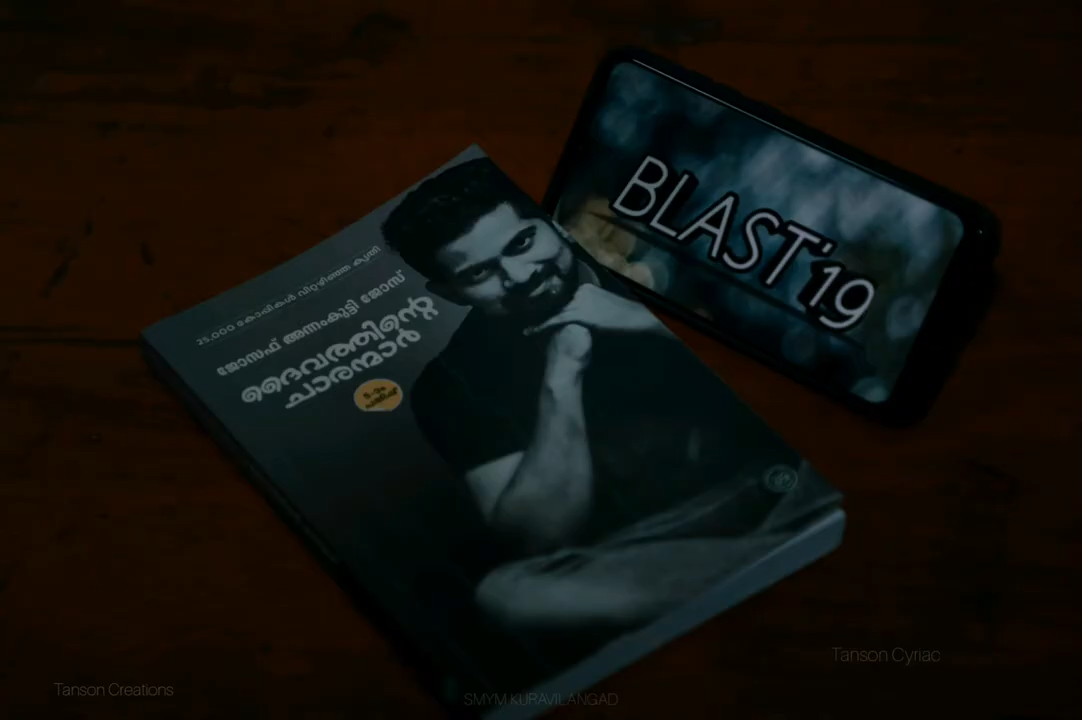 25,000 കോപ്പികൾ വിറ്റഴിഞ്ഞ കൃതി
ജോസഫ് അന്നംകുട്ടി ജോസ്
ദൈവത്തിന്റെ
ചാരന്മാർ
BLAST'19
Tanson Cyriac
Tanson Creations
SMYM KURAVILANGAD